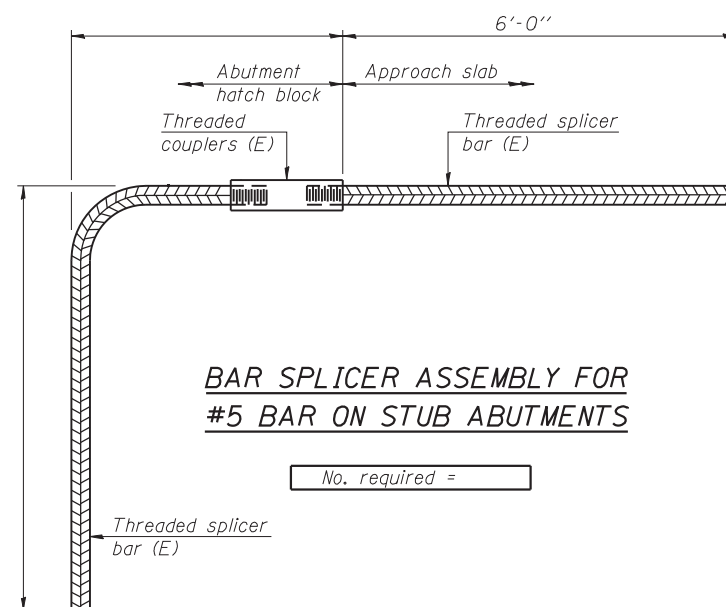 6'-0''
Abutment
hatch block
Approach slab
Threaded
couplers (E)
Threaded splicer
bar (E)
BAR SPLICER ASSEMBLY FOR
#5 BAR ON STUB ABUTMENTS
No. required =
Threaded splicer
bar (E)